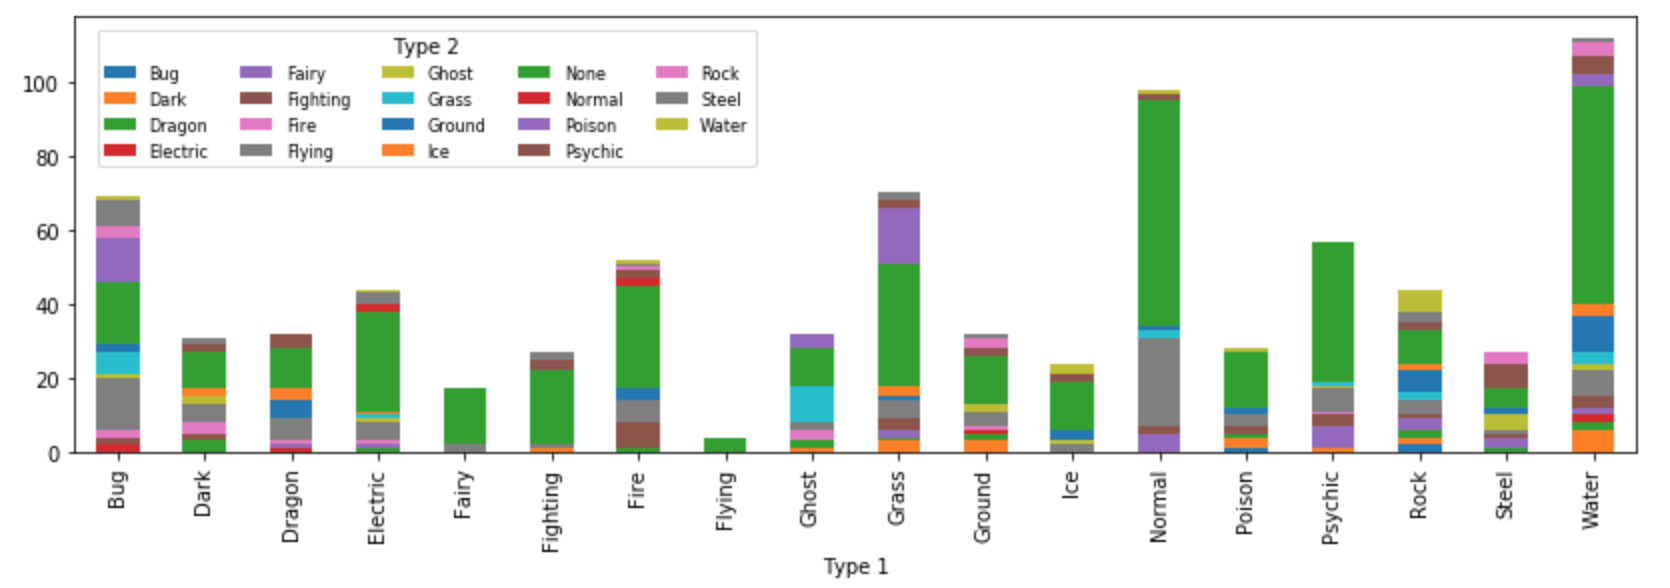 Type 2
Bug Fairy Ghost None Rock
Dark Fighting Grass Normal Steel
Dragon Fire Ground Poison Water
Electric Flying Ice Psychic
100
80
60
40
20
0
Bug Dark Dragon Electric Fairy Fighting Fire Flying Ghost Grass Ground Ice Normal Poison Psychic Rock Steel Water
Type 1